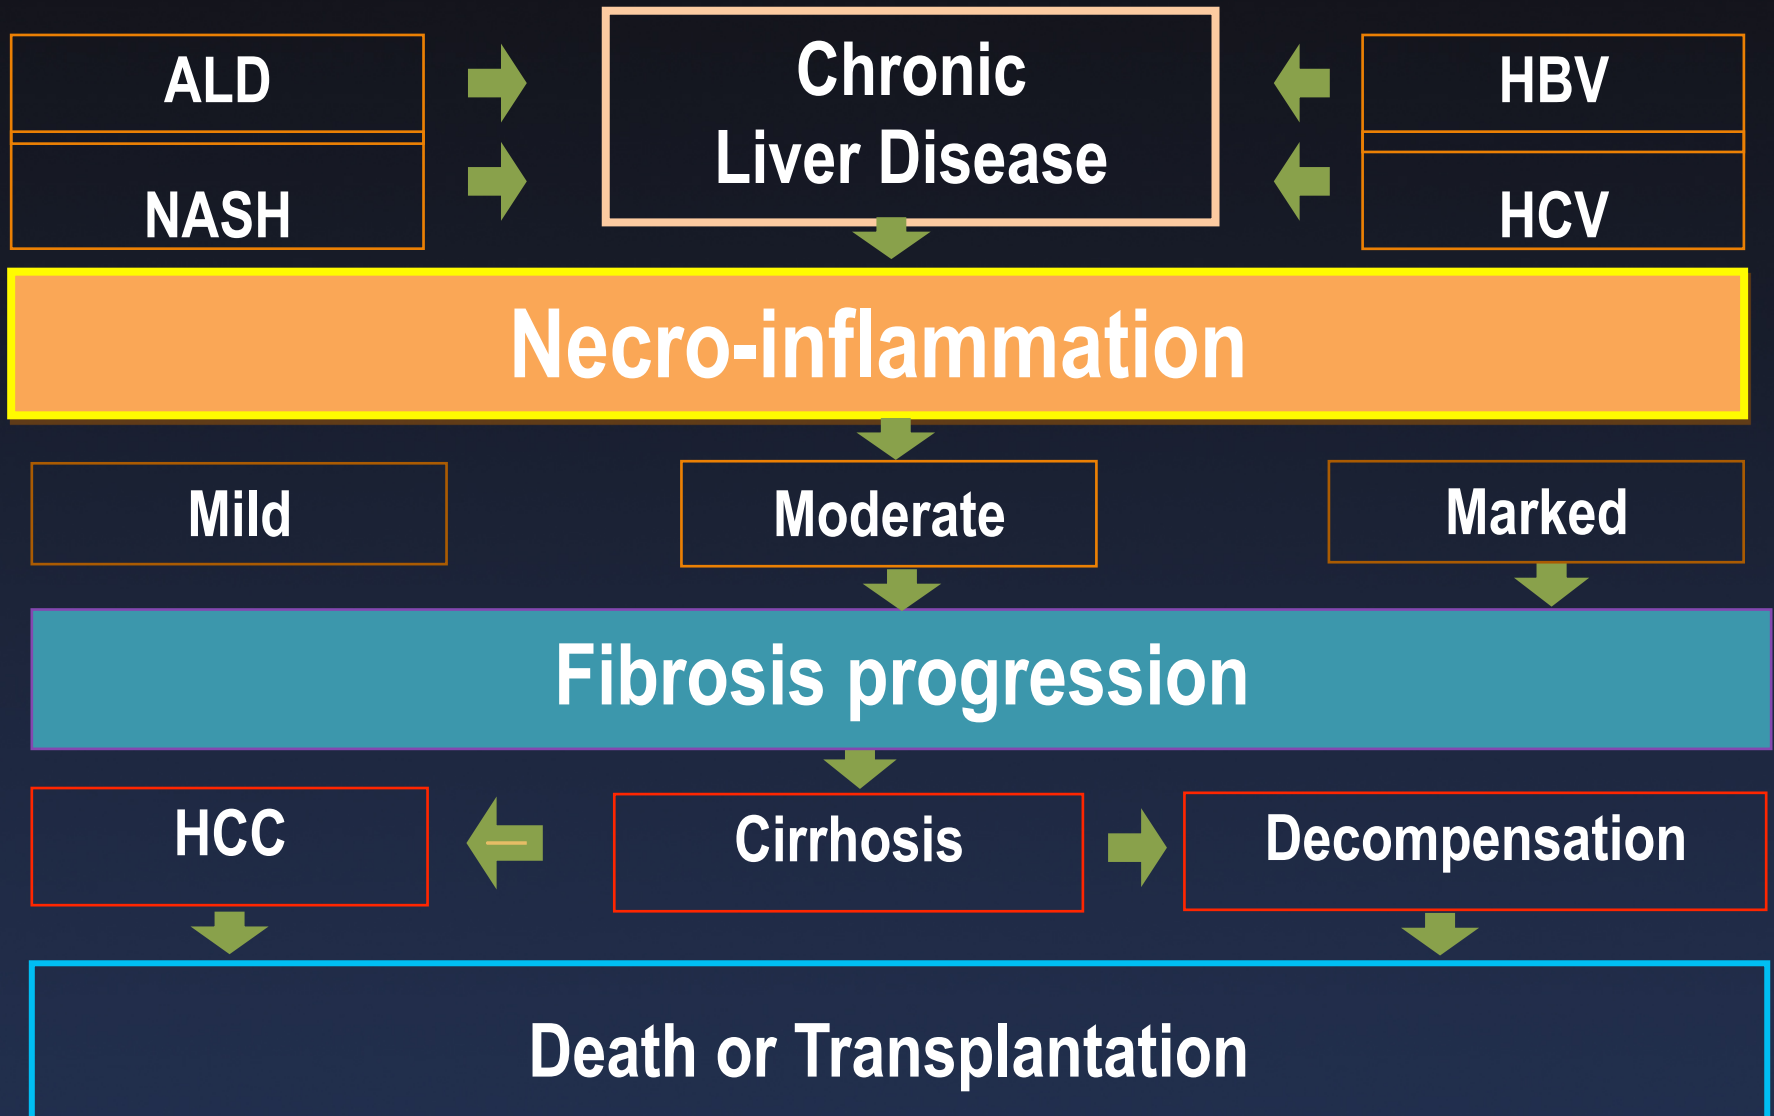 ALD
Chronic
Liver Disease
HBV
NASH
HCV
Necro-inflammation
Mild
Moderate
Marked
Fibrosis progression
HCC
Cirrhosis
Decompensation
Death or Transplantation